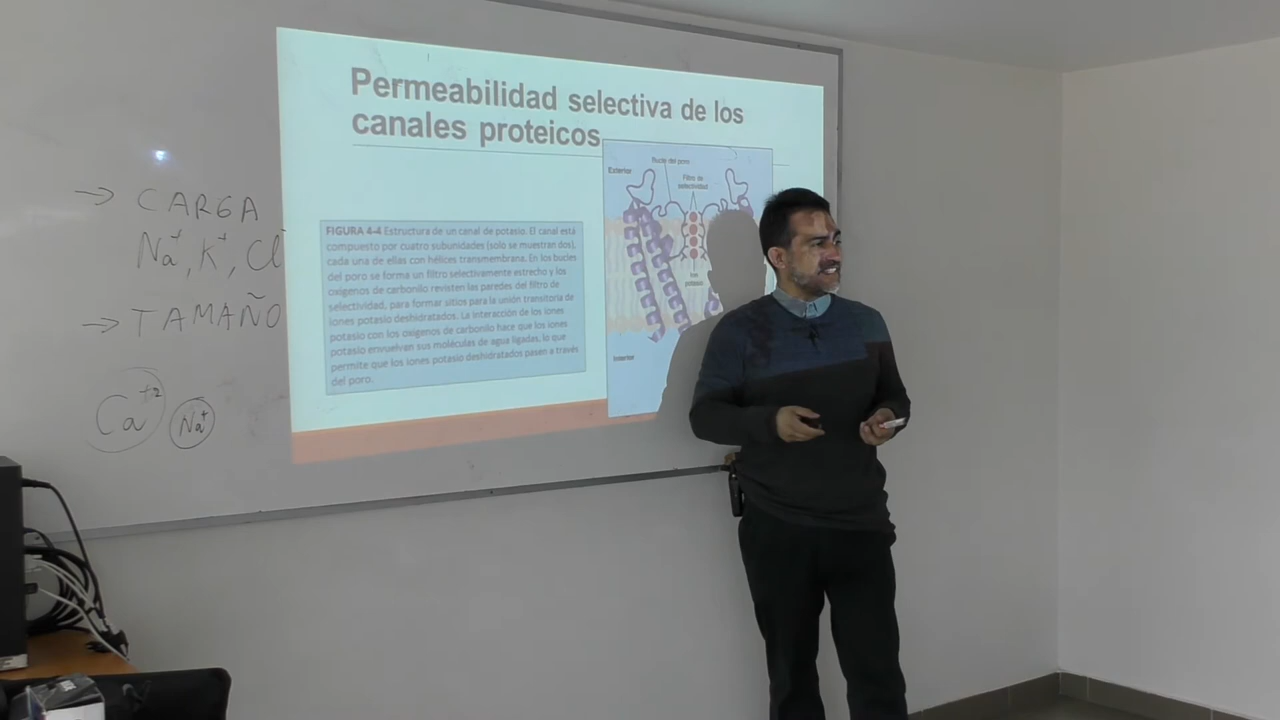 Permeabilidad selectiva de los
canales proteicos
→ CARGA
Na⁺, K⁺, Cl⁻
→ TAMAÑO
Ca⁺² Na⁺
FIGURA 4-4 Estructura de un canal de potasio. El canal está
compuesto por cuatro subunidades (solo se muestran dos),
cada una de ellas con hélices transmembrana. En los bucles
del poro se forma un filtro selectivamente estrecho y los
oxígenos de carbonilo revisten las paredes del filtro de
selectividad, para formar sitios para la unión transitoria de
iones potasio deshidratados. La interacción de los iones
potasio con los oxígenos de carbonilo hace que los iones
potasio envuelvan sus moléculas de agua ligadas, lo que
permite que los iones potasio deshidratados pasen a través
del poro.
Bucle del poro
Exterior
Filtro de
selectividad
Ion
potasio
Interior